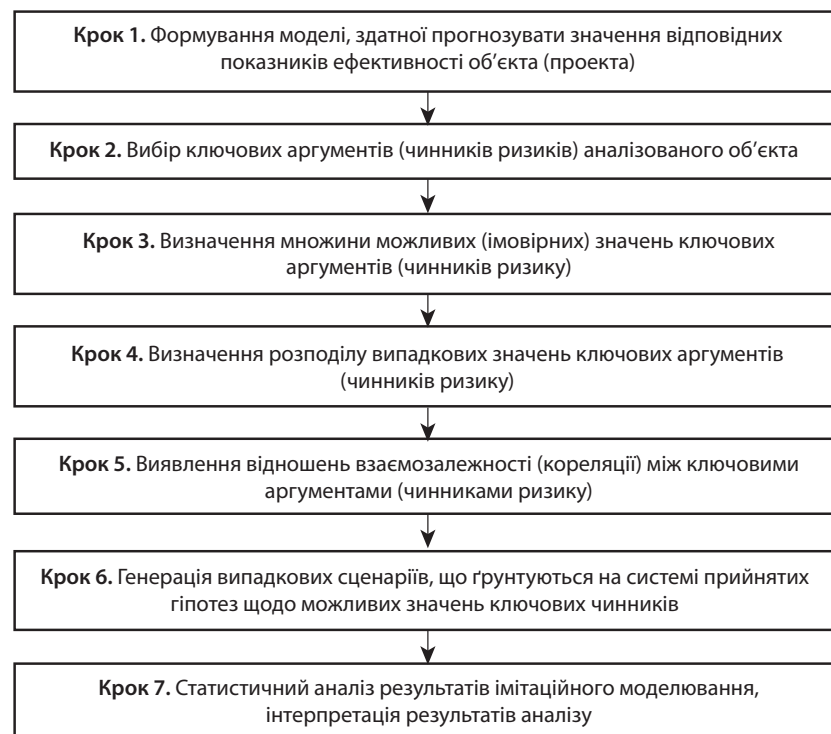 Крок 1. Формування моделі, здатної прогнозувати значення відповідних
показників ефективності об’єкта (проекта)
Крок 2. Вибір ключових аргументів (чинників ризиків) аналізованого об’єкта
Крок 3. Визначення множини можливих (імовірних) значень ключових
аргументів (чинників ризику)
Крок 4. Визначення розподілу випадкових значень ключових аргументів
(чинників ризику)
Крок 5. Виявлення відношень взаємозалежності (кореляції) між ключовими
аргументами (чинниками ризику)
Крок 6. Генерація випадкових сценаріїв, що ґрунтуються на системі прийнятих
гіпотез щодо можливих значень ключових чинників
Крок 7. Статистичний аналіз результатів імітаційного моделювання,
інтерпретація результатів аналізу